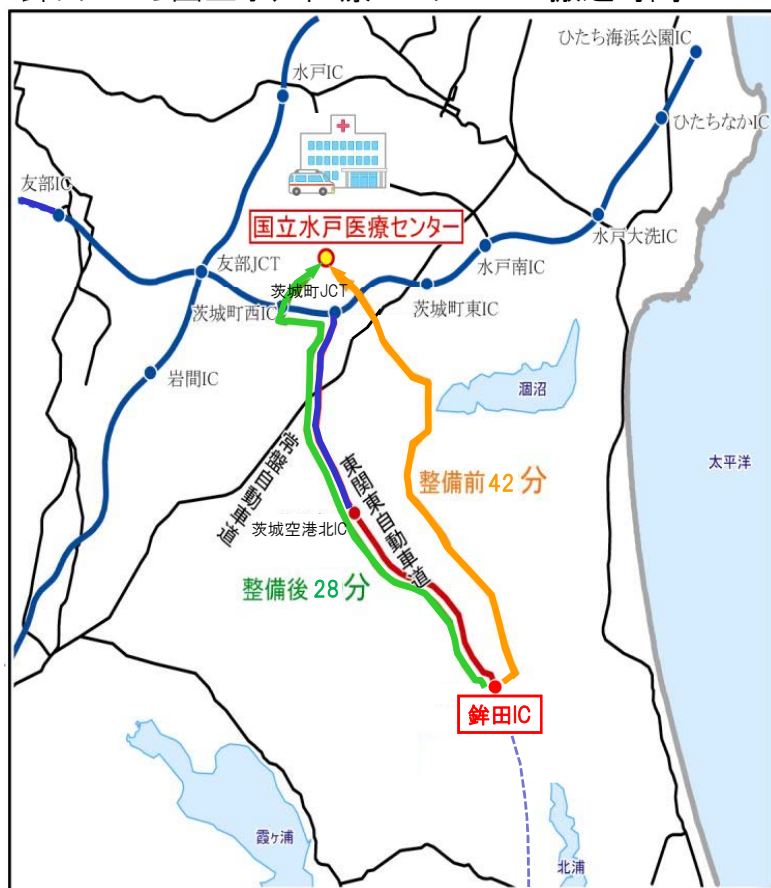 ひたち海浜公園IC
水戸IC
ひたちなかIC
友部IC
国立水戸医療センター
水戸大洗IC
水戸南IC
友部JCT
茨城町JCT
茨城町西IC
茨城町東IC
岩間IC
涸沼
太平洋
常盤自動車道
東関東自動車道
整備前42分
茨城空港北IC
整備後28分
鉾田IC
霞ヶ浦
北浦